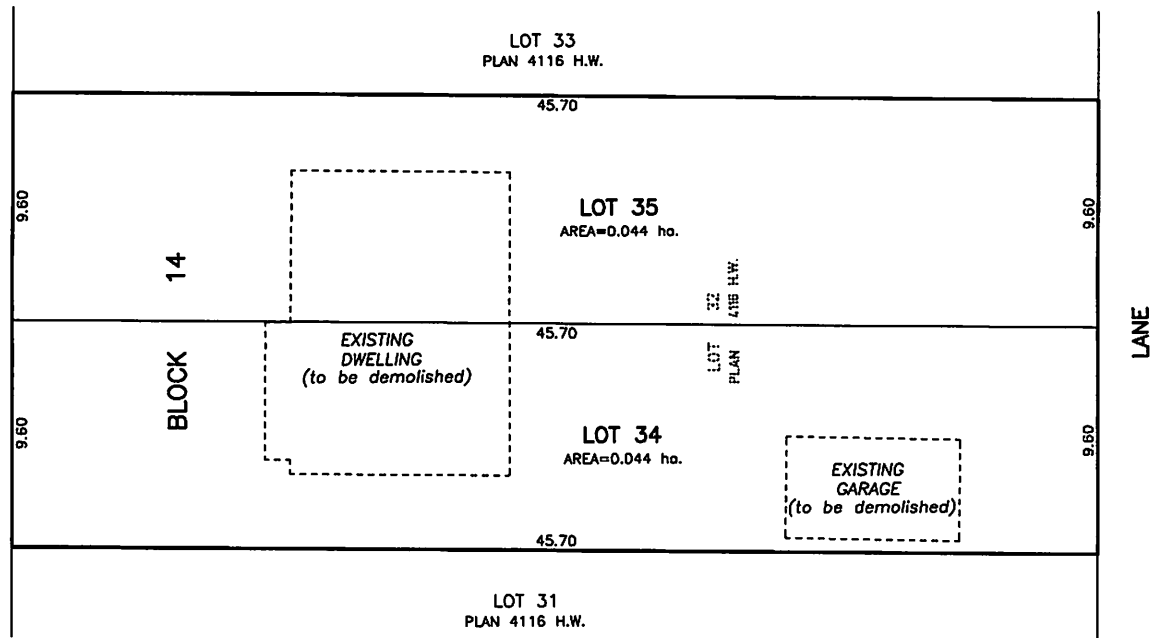 LOT 33
PLAN 4116 H.W.
45.70
9.60
LOT 35
AREA=0.044 ha.
9.60
BLOCK 14
LOT 32
PLAN 4116 H.W.
45.70
EXISTING
DWELLING
(to be demolished)
LANE
9.60
LOT 34
AREA=0.044 ha.
9.60
EXISTING
GARAGE
(to be demolished)
45.70
LOT 31
PLAN 4116 H.W.